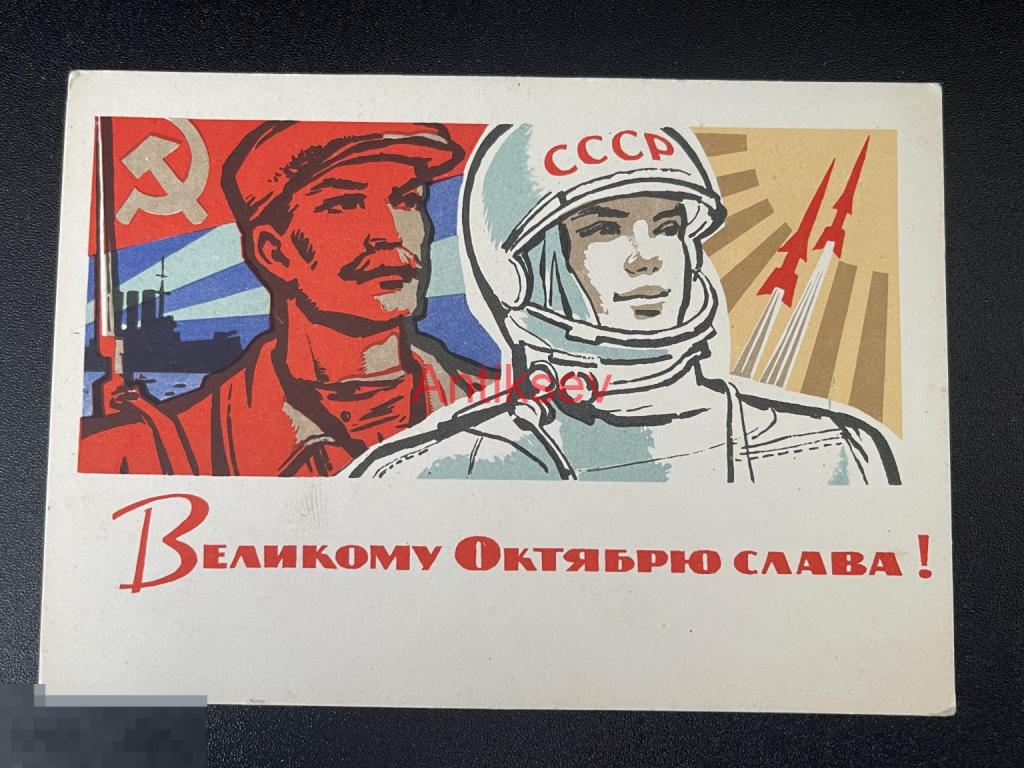 СССР
Antiksev
Великому Октябрю слава!